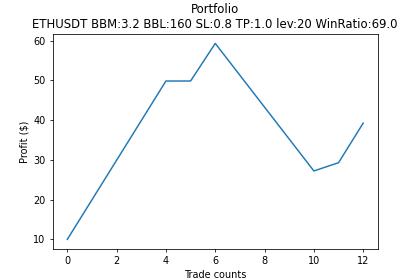 Portfolio
ETHUSDT BBM:3.2 BBL:160 SL:0.8 TP:1.0 lev:20 WinRatio:69.0
60
50
40
30
20
10
Profit ($)
0 2 4 6 8 10 12
Trade counts